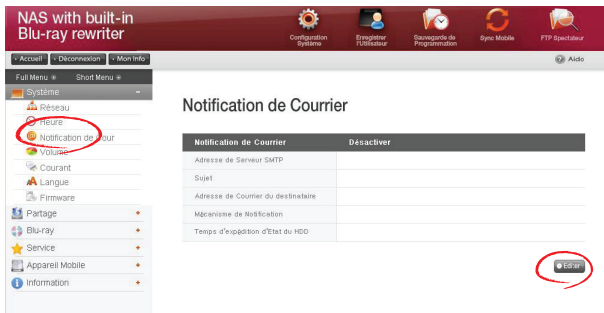 NAS with built-in
Blu-ray rewriter
Configuration
Système
Enregistrer
l'Utilisateur
Sauvegarde de
Programmation
Sync Mobile
FTP Spectateur
Accueil
Déconnexion
Mon Info
Aide
Full Menu
Short Menu
Système
Réseau
Heure
Notification de Cour
Volume
Courant
Langue
Firmware
Partage
Blu-ray
Service
Appareil Mobile
Information
Notification de Courrier
Notification de Courrier Désactiver
Adresse de Serveur SMTP
Sujet
Adresse de Courrier du destinataire
Mécanisme de Notification
Temps d'expédition d'Etat du HDD
Editer